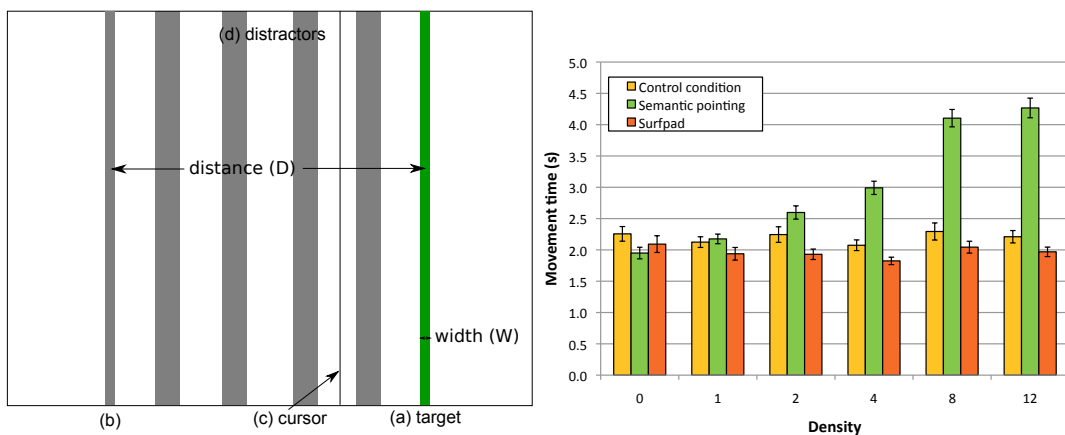 (d) distractors
distance (D)
width (W)
(b)
(c) cursor
(a) target
5.0
4.5
4.0
3.5
3.0
2.5
2.0
1.5
1.0
0.5
0.0
Movement time (s)
Control condition
Semantic pointing
Surfpad
0 1 2 4 8 12
Density